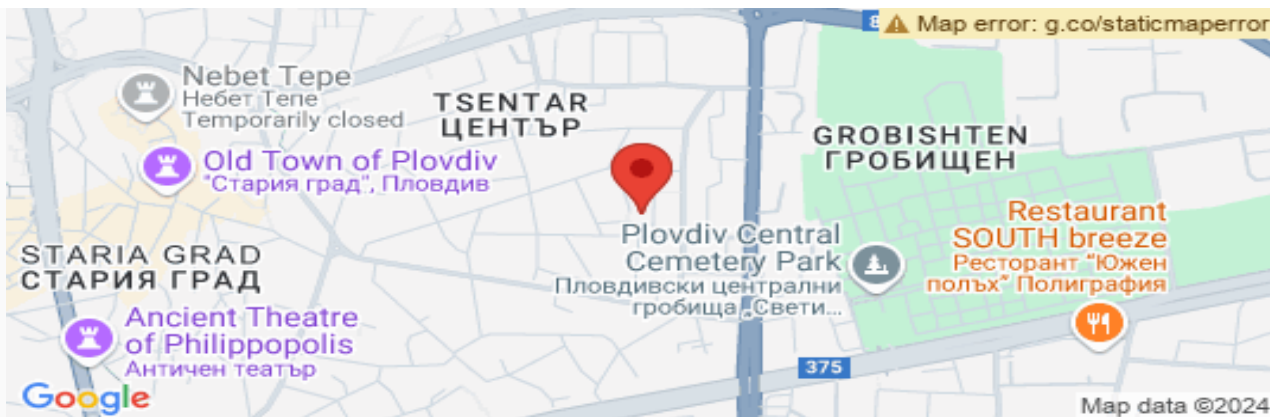 8
Map error: g.co/staticmaperror
Nebet Tepe
Небет Тепе
Temporarily closed
TSENTAR
ЦЕНТЪР
GROBISHTEN
ГРОБИЩЕН
Old Town of Plovdiv
"Стария град", Пловдив
Restaurant
SOUTH breeze
Ресторант "Южен
полъх" Полиграфия
Plovdiv Central
Cemetery Park
Пловдивски централни
гробища „Свети...
STARIA GRAD
СТАРИЯ ГРАД
Ancient Theatre
of Philippopolis
Античен театър
375
Google
Map data ©2024